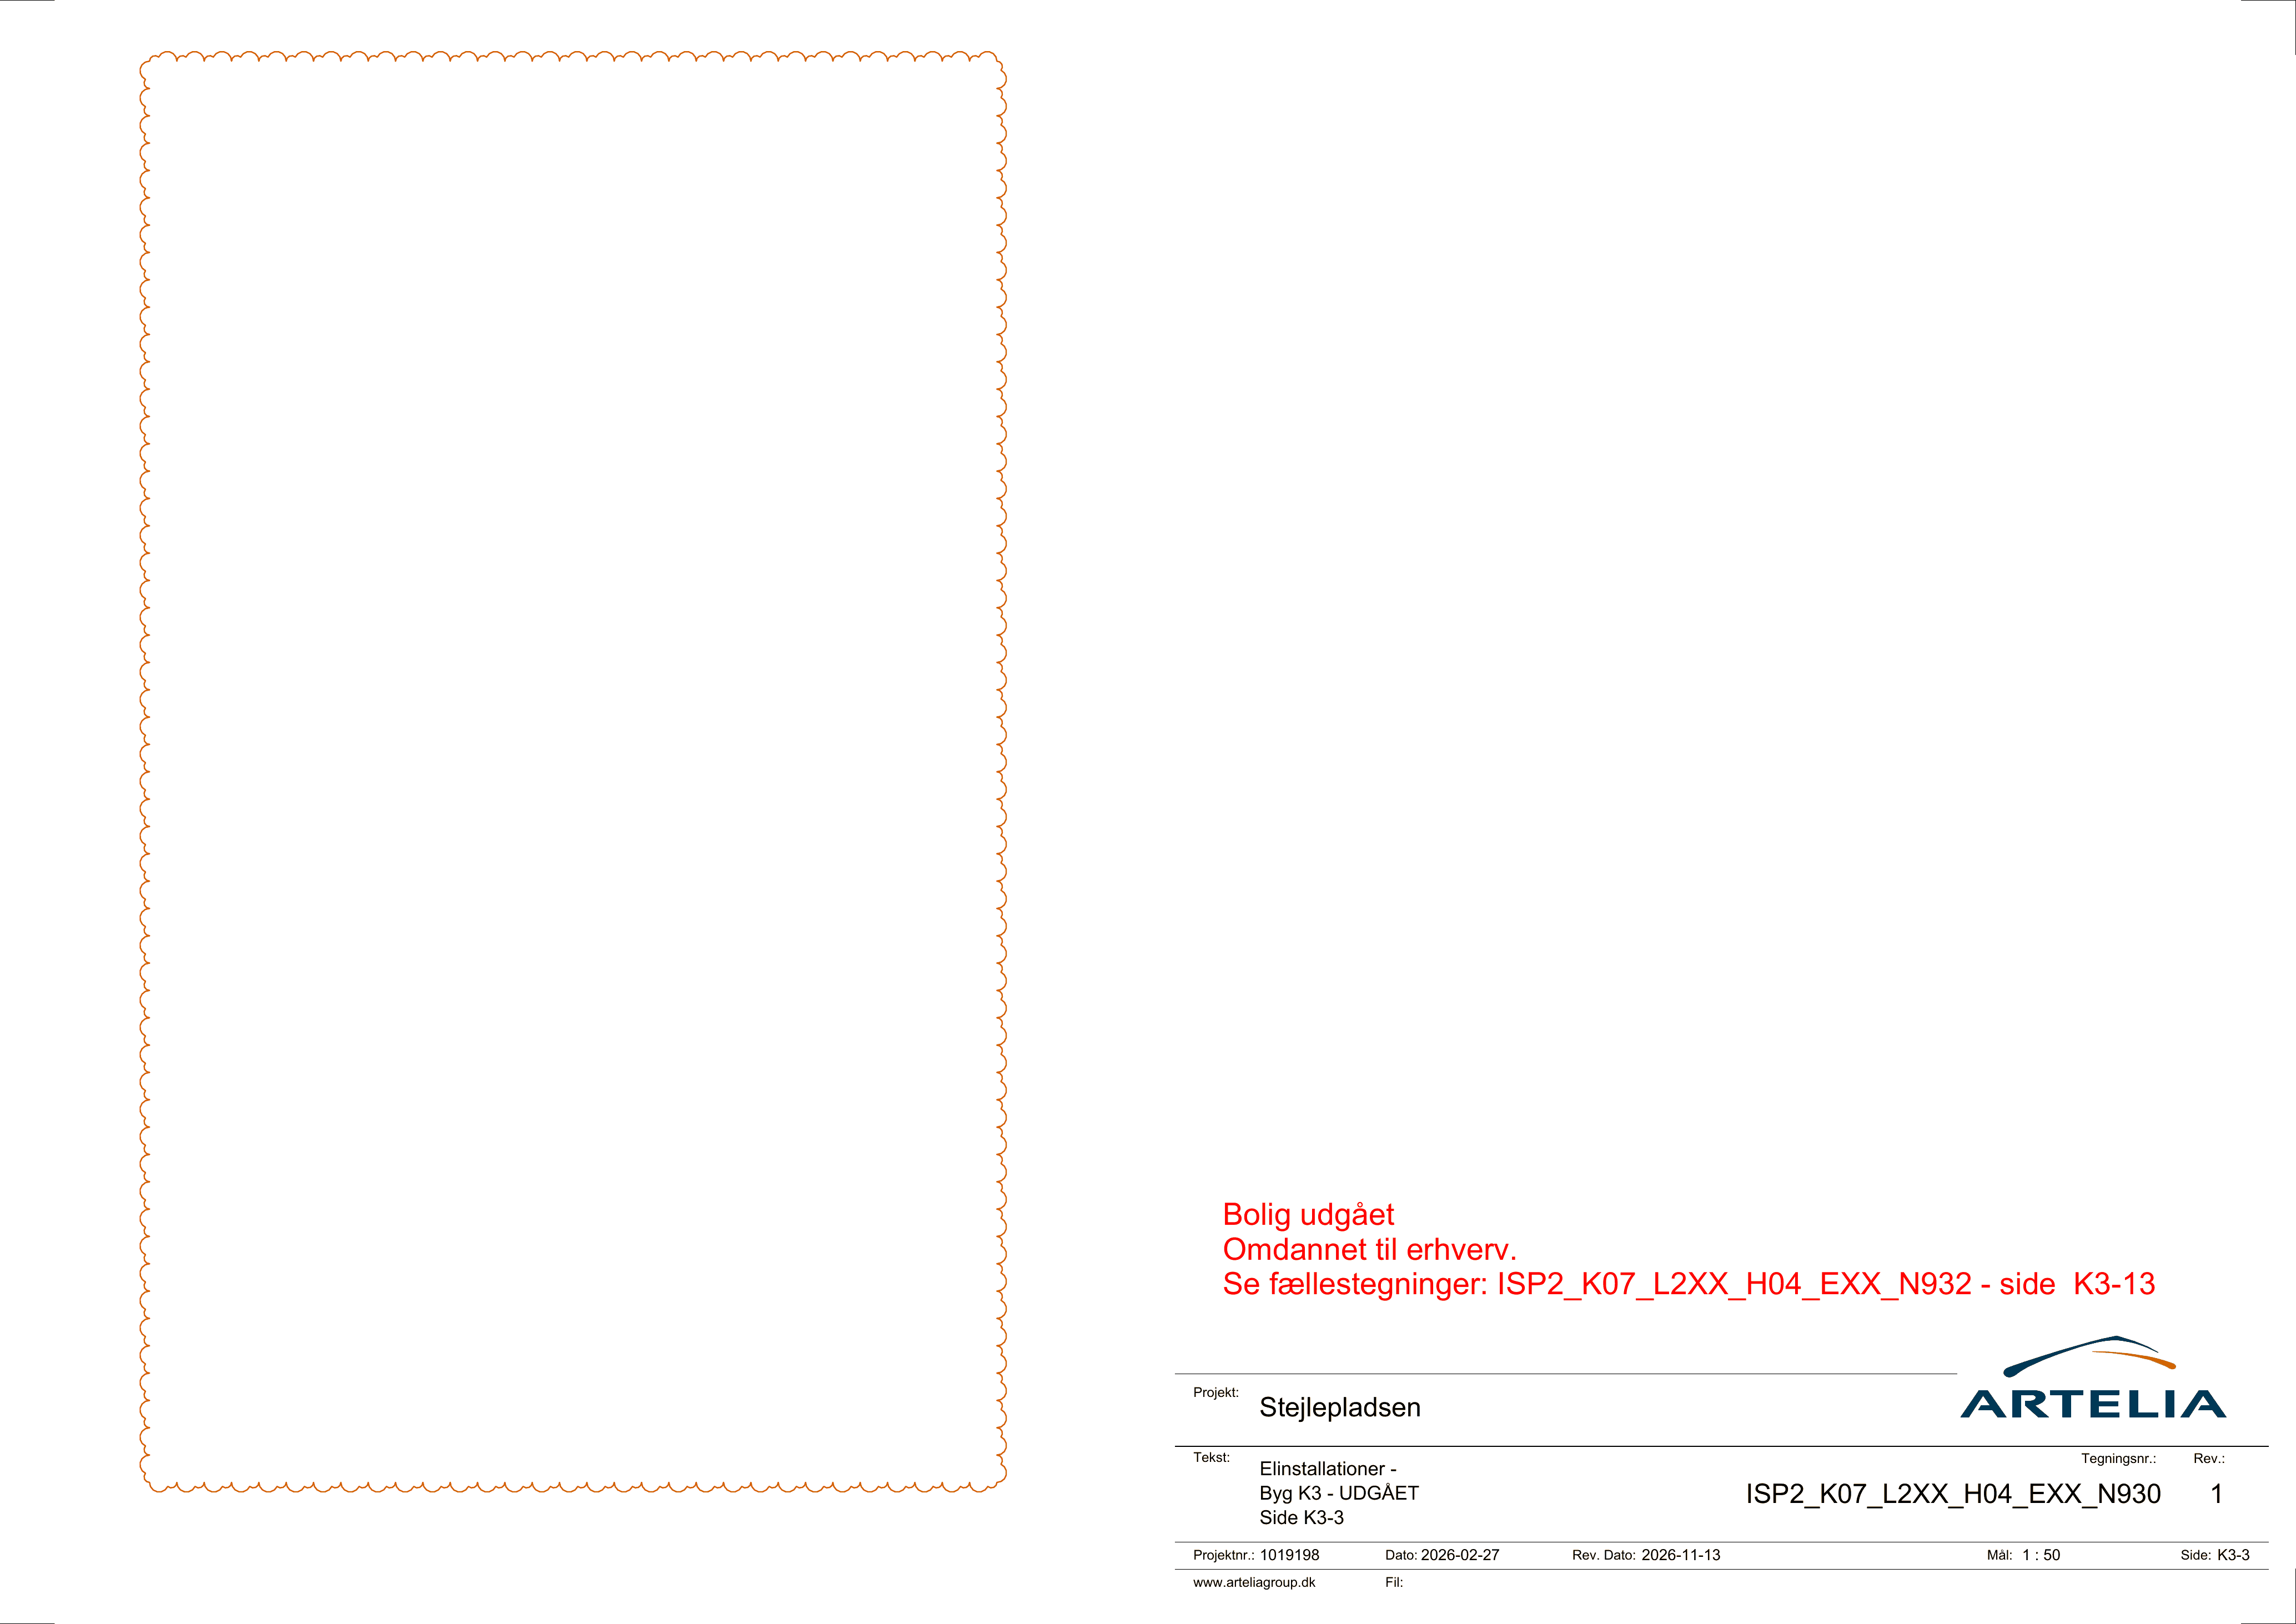 Bolig udgået
Omdannet til erhverv.
Se fællestegninger: ISP2_K07_L2XX_H04_EXX_N932 - side  K3-13
ARTELIA
Projekt: Stejlepladsen
Tekst: Elinstallationer -
Byg K3 - UDGÅET
Side K3-3
Tegningsnr.: ISP2_K07_L2XX_H04_EXX_N930
Rev.: 1
Projektnr.: 1019198 Dato: 2026-02-27 Rev. Dato: 2026-11-13 Mål: 1 : 50 Side: K3-3
www.arteliagroup.dk Fil: